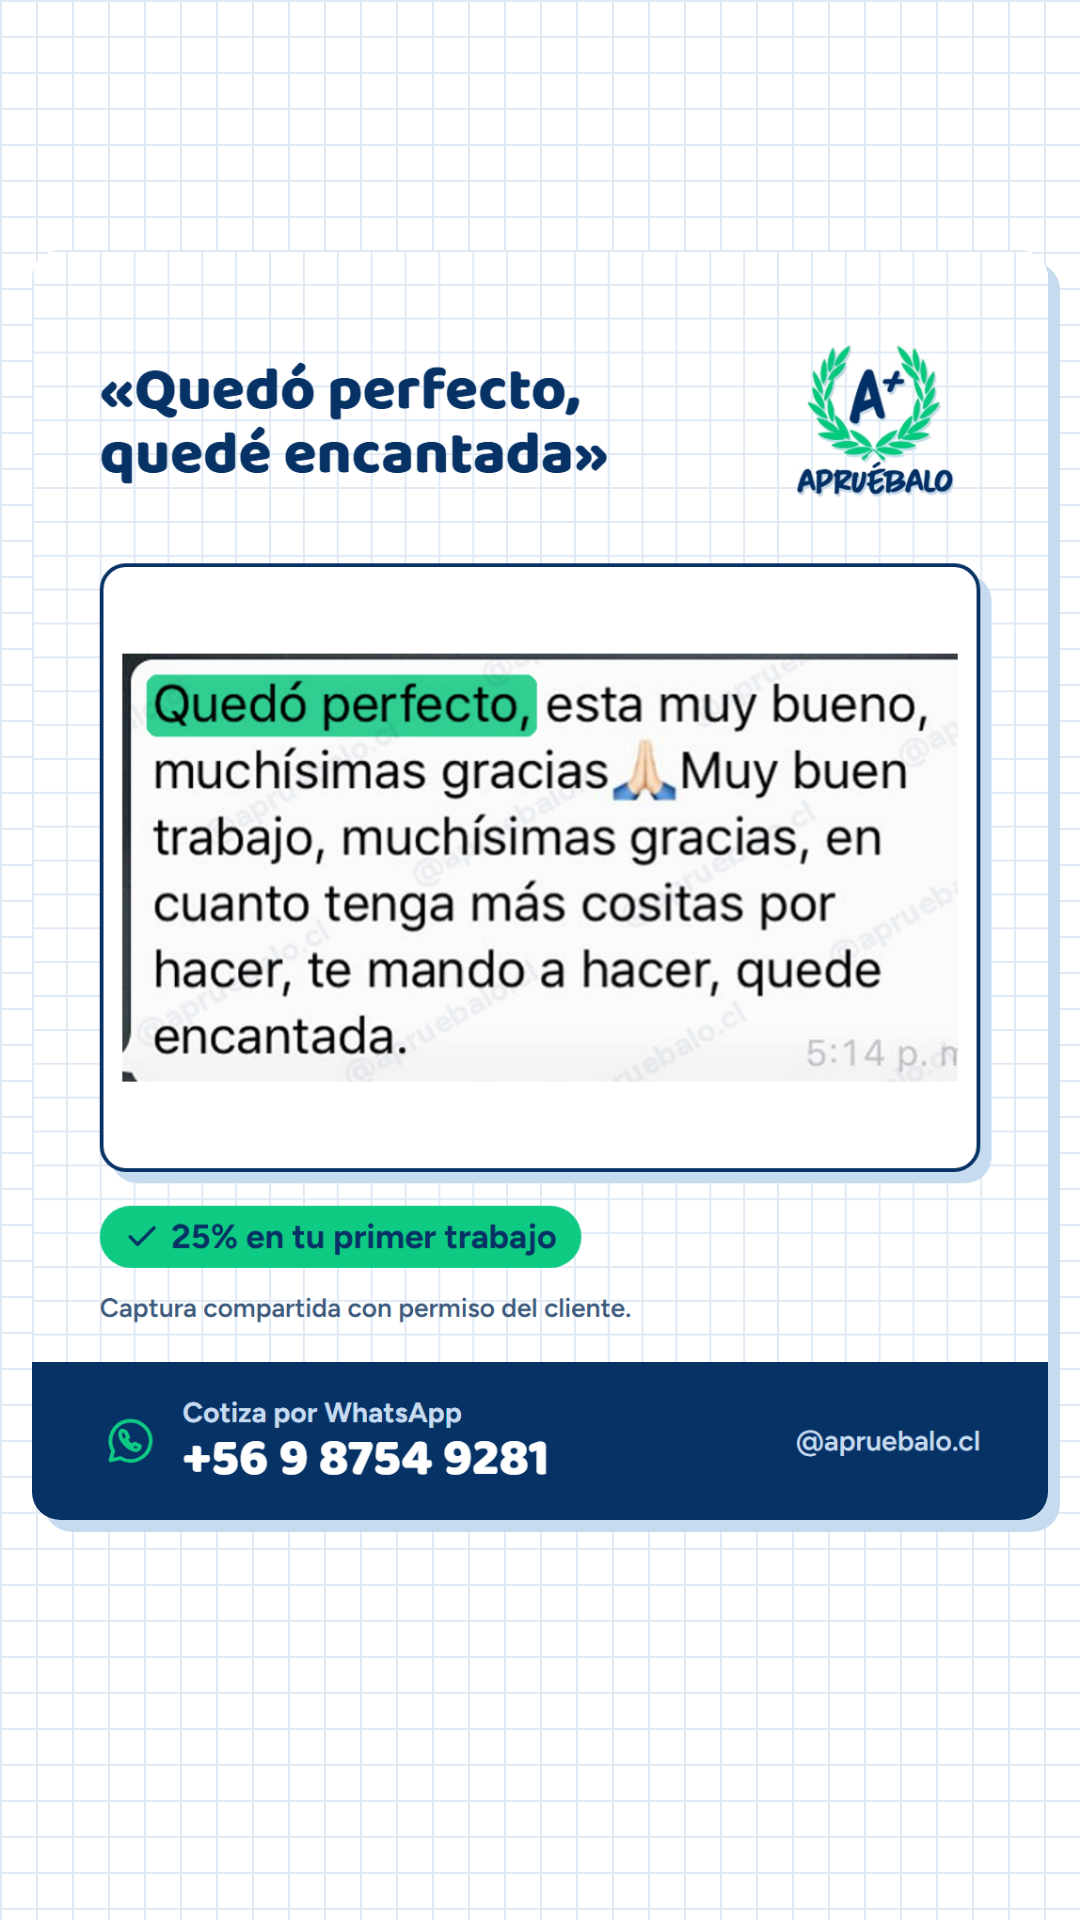 «Quedó perfecto,
quedé encantada»
A+
APRUÉBALO
Quedó perfecto, esta muy bueno,
muchísimas gracias🙏🏻Muy buen
trabajo, muchísimas gracias, en
cuanto tenga más cositas por
hacer, te mando a hacer, quede
encantada.
5:14 p. m
25% en tu primer trabajo
Captura compartida con permiso del cliente.
Cotiza por WhatsApp
+56 9 8754 9281
@apruebalo.cl